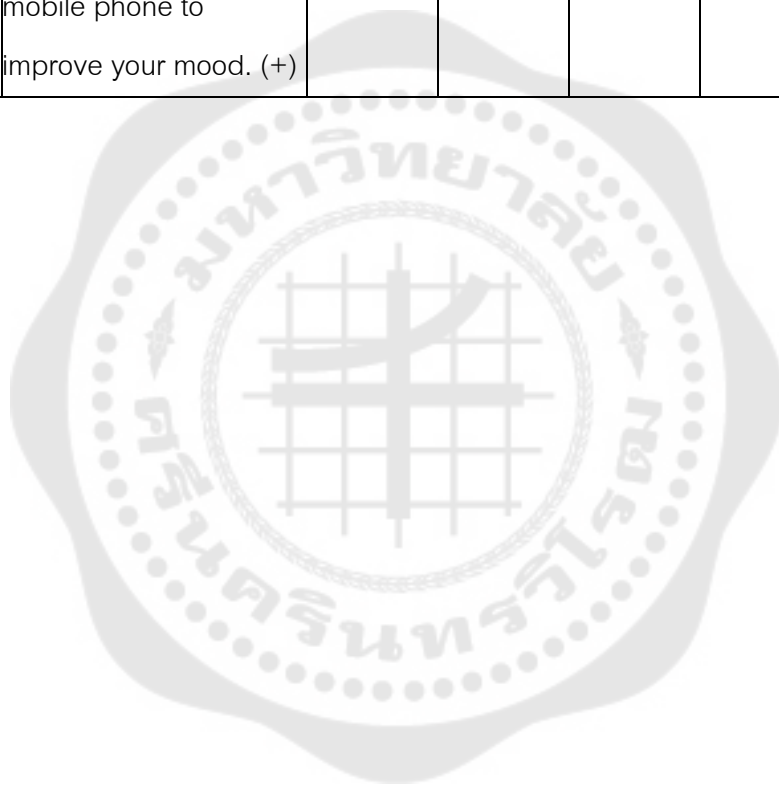 mobile phone to
improve your mood. (+)
มหาวิทยาลัย
ศรีนครินทรวิโรฒ